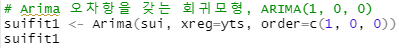 # Arima 오차항을 갖는 회귀모형, ARIMA(1, 0, 0)
suifit1 <- Arima(sui, xreg=yts, order=c(1, 0, 0))
suifit1